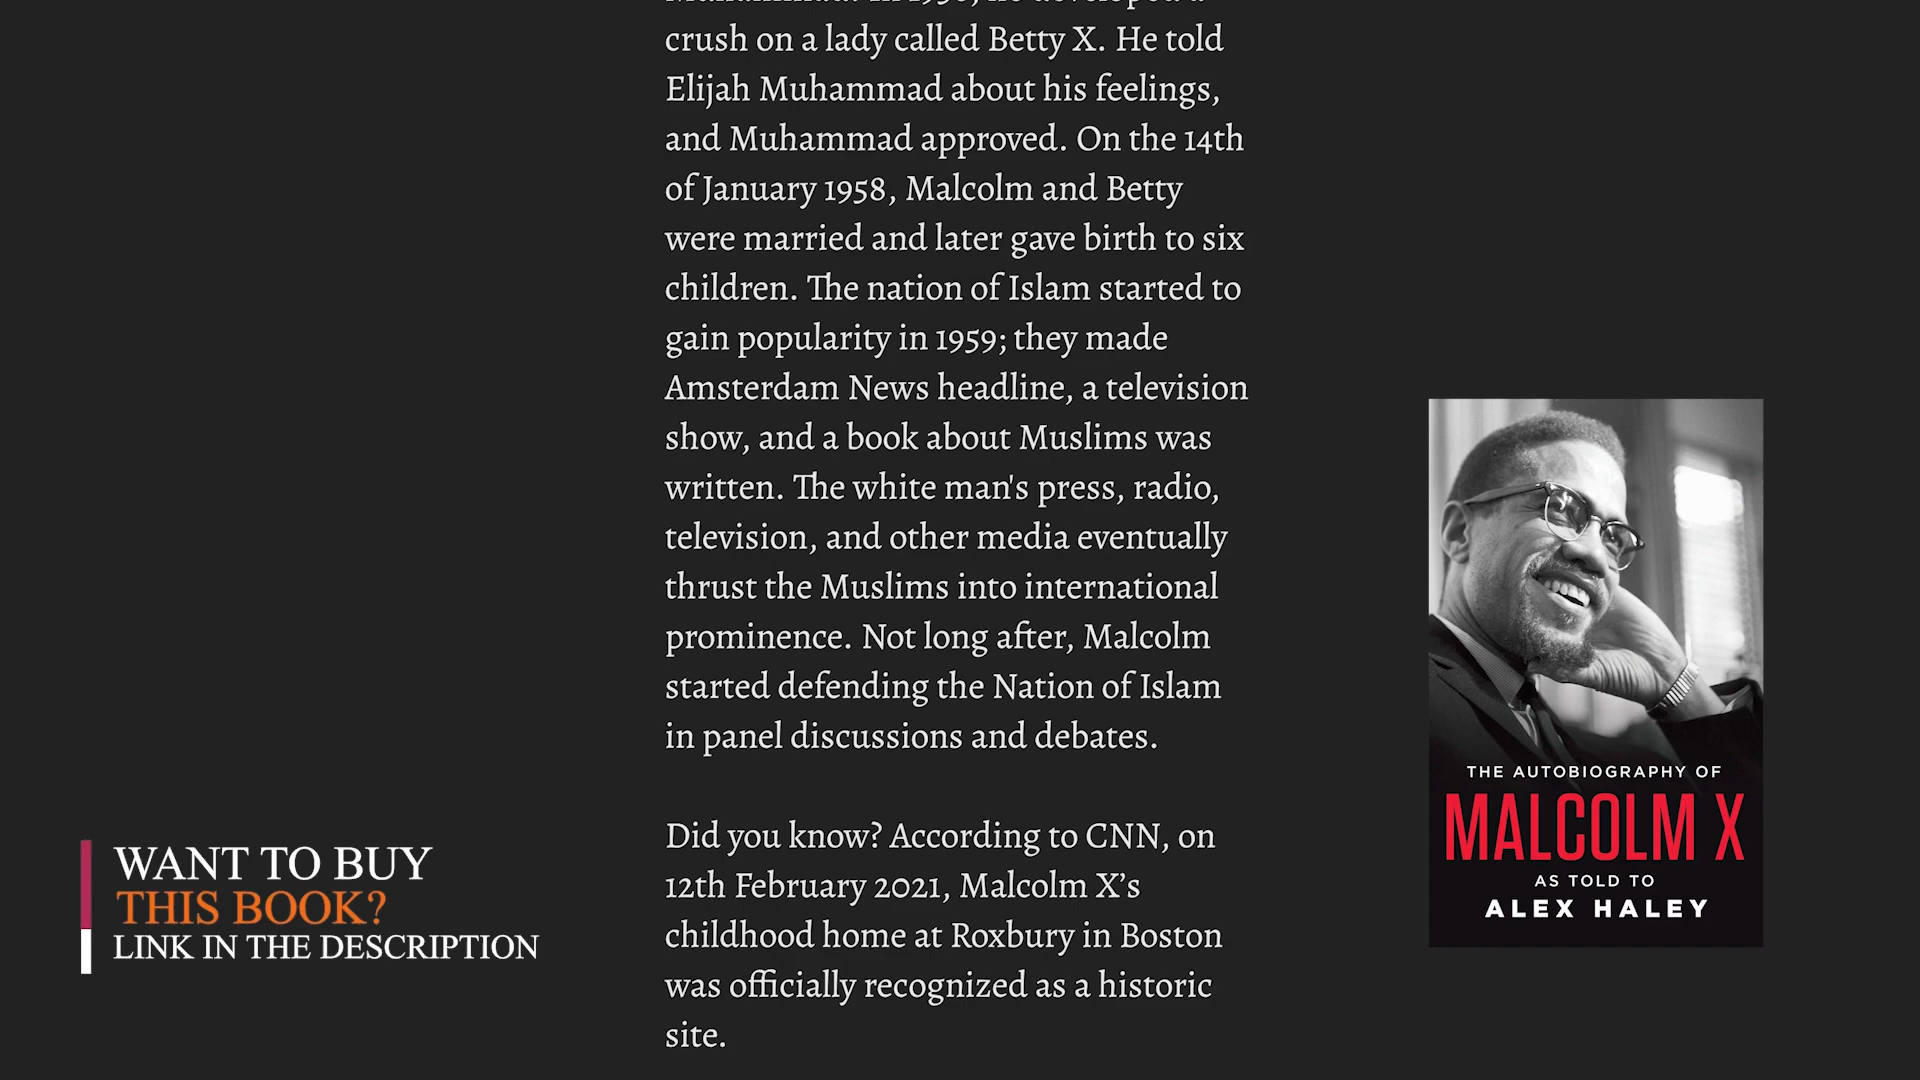 crush on a lady called Betty X. He told
Elijah Muhammad about his feelings,
and Muhammad approved. On the 14th
of January 1958, Malcolm and Betty
were married and later gave birth to six
children. The nation of Islam started to
gain popularity in 1959; they made
Amsterdam News headline, a television
show, and a book about Muslims was
written. The white man's press, radio,
television, and other media eventually
thrust the Muslims into international
prominence. Not long after, Malcolm
started defending the Nation of Islam
in panel discussions and debates.
Did you know? According to CNN, on
12th February 2021, Malcolm X’s
childhood home at Roxbury in Boston
was officially recognized as a historic
site.
WANT TO BUY
THIS BOOK?
LINK IN THE DESCRIPTION
THE AUTOBIOGRAPHY OF
MALCOLM X
AS TOLD TO
ALEX HALEY